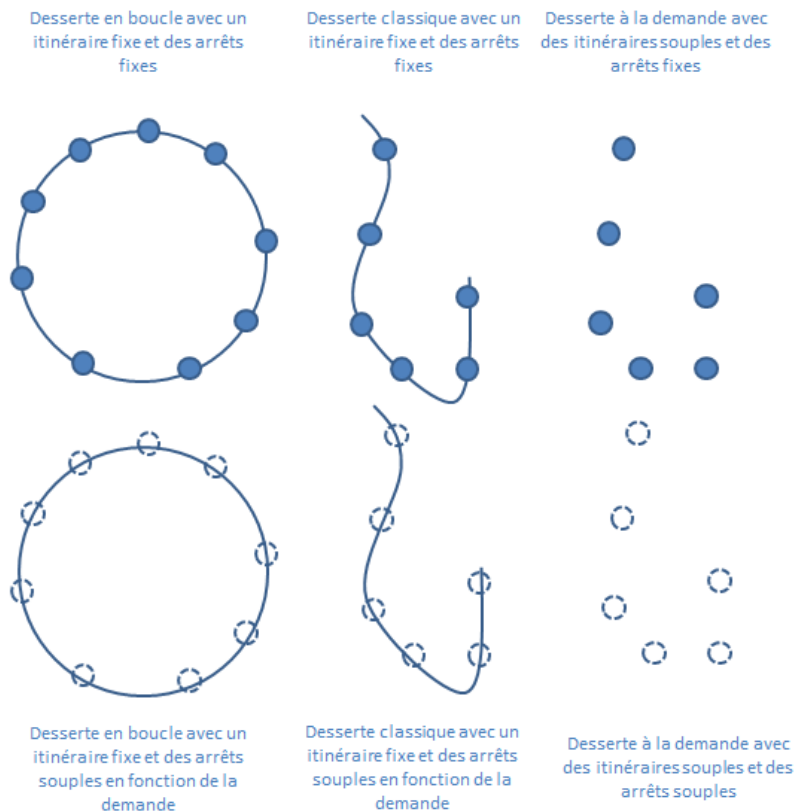 Desserte en boucle avec un
itinéraire fixe et des arrêts
fixes
Desserte classique avec un
itinéraire fixe et des arrêts
fixes
Desserte à la demande avec
des itinéraires souples et des
arrêts fixes
Desserte en boucle avec un
itinéraire fixe et des arrêts
souples en fonction de la
demande
Desserte classique avec un
itinéraire fixe et des arrêts
souples en fonction de la
demande
Desserte à la demande avec
des itinéraires souples et des
arrêts souples